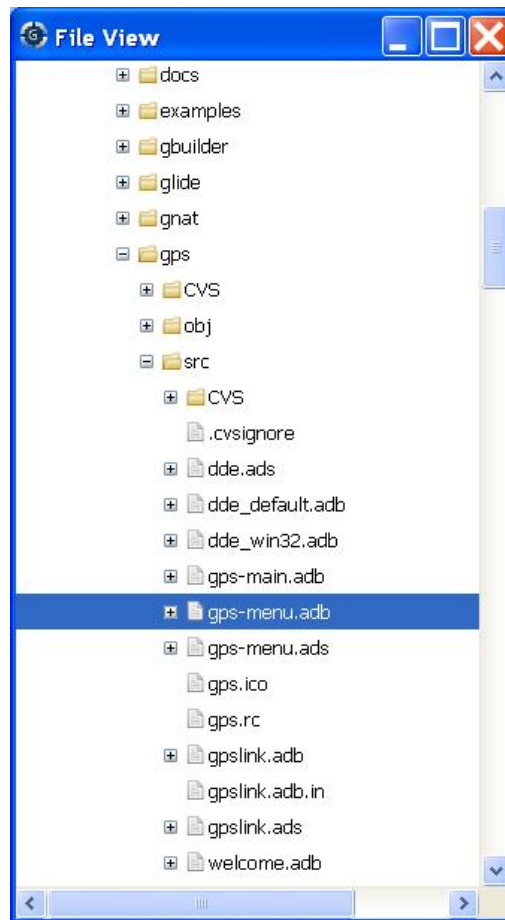 File View
docs
examples
gbuilder
glide
gnat
gps
CVS
obj
src
CVS
.cvsignore
dde.ads
dde_default.adb
dde_win32.adb
gps-main.adb
gps-menu.adb
gps-menu.ads
gps.ico
gps.rc
gpslink.adb
gpslink.adb.in
gpslink.ads
welcome.adb